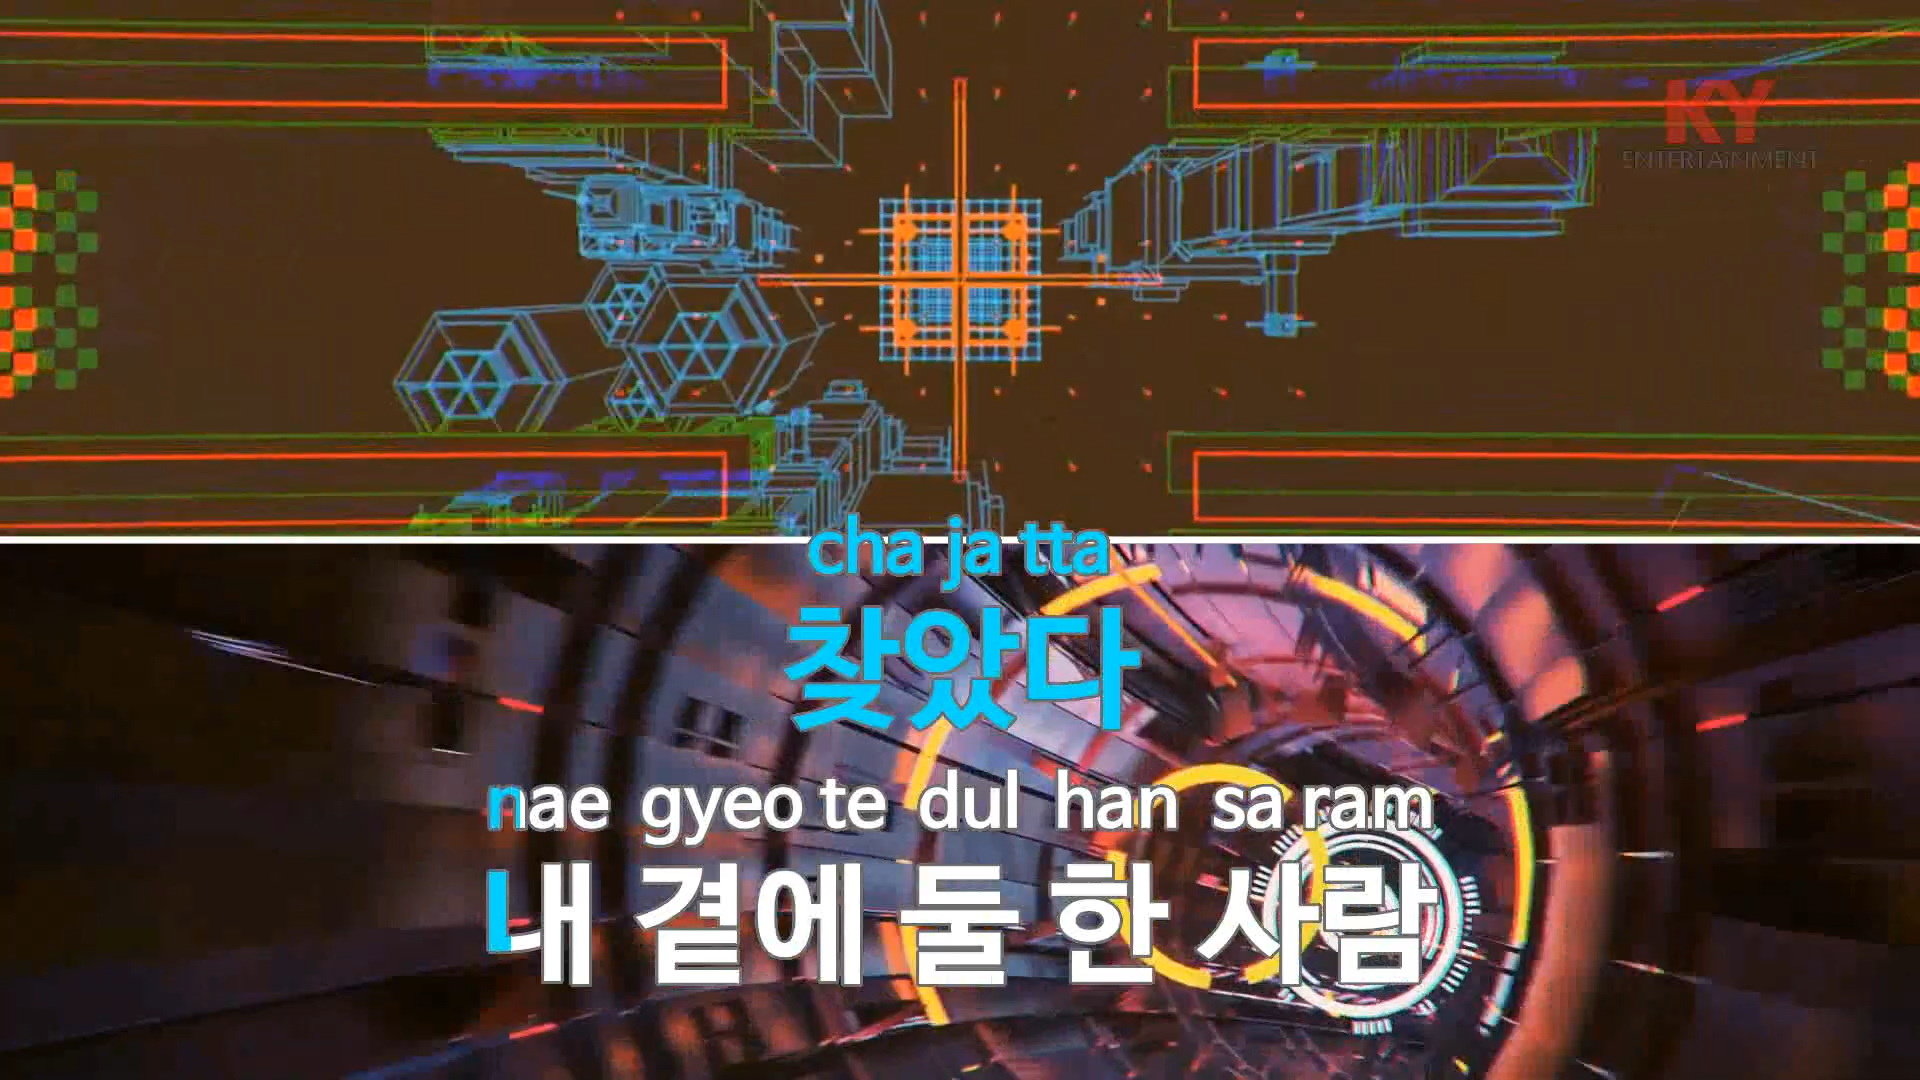 KY
ENTERTAINMENT
cha ja tta
찾았다
nae gyeo te dul han sa ram
내 곁에 둘 한 사람